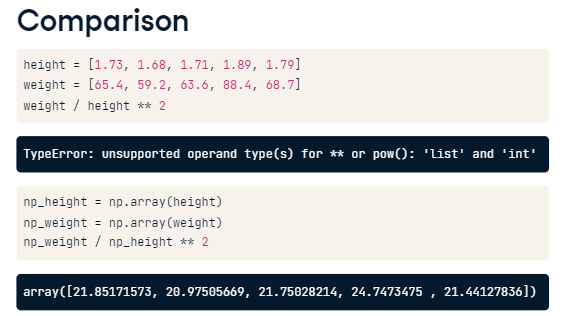 Comparison
height = [1.73, 1.68, 1.71, 1.89, 1.79]
weight = [65.4, 59.2, 63.6, 88.4, 68.7]
weight / height ** 2
TypeError: unsupported operand type(s) for ** or pow(): 'list' and 'int'
np_height = np.array(height)
np_weight = np.array(weight)
np_weight / np_height ** 2
array([21.85171573, 20.97505669, 21.75028214, 24.7473475 , 21.44127836])